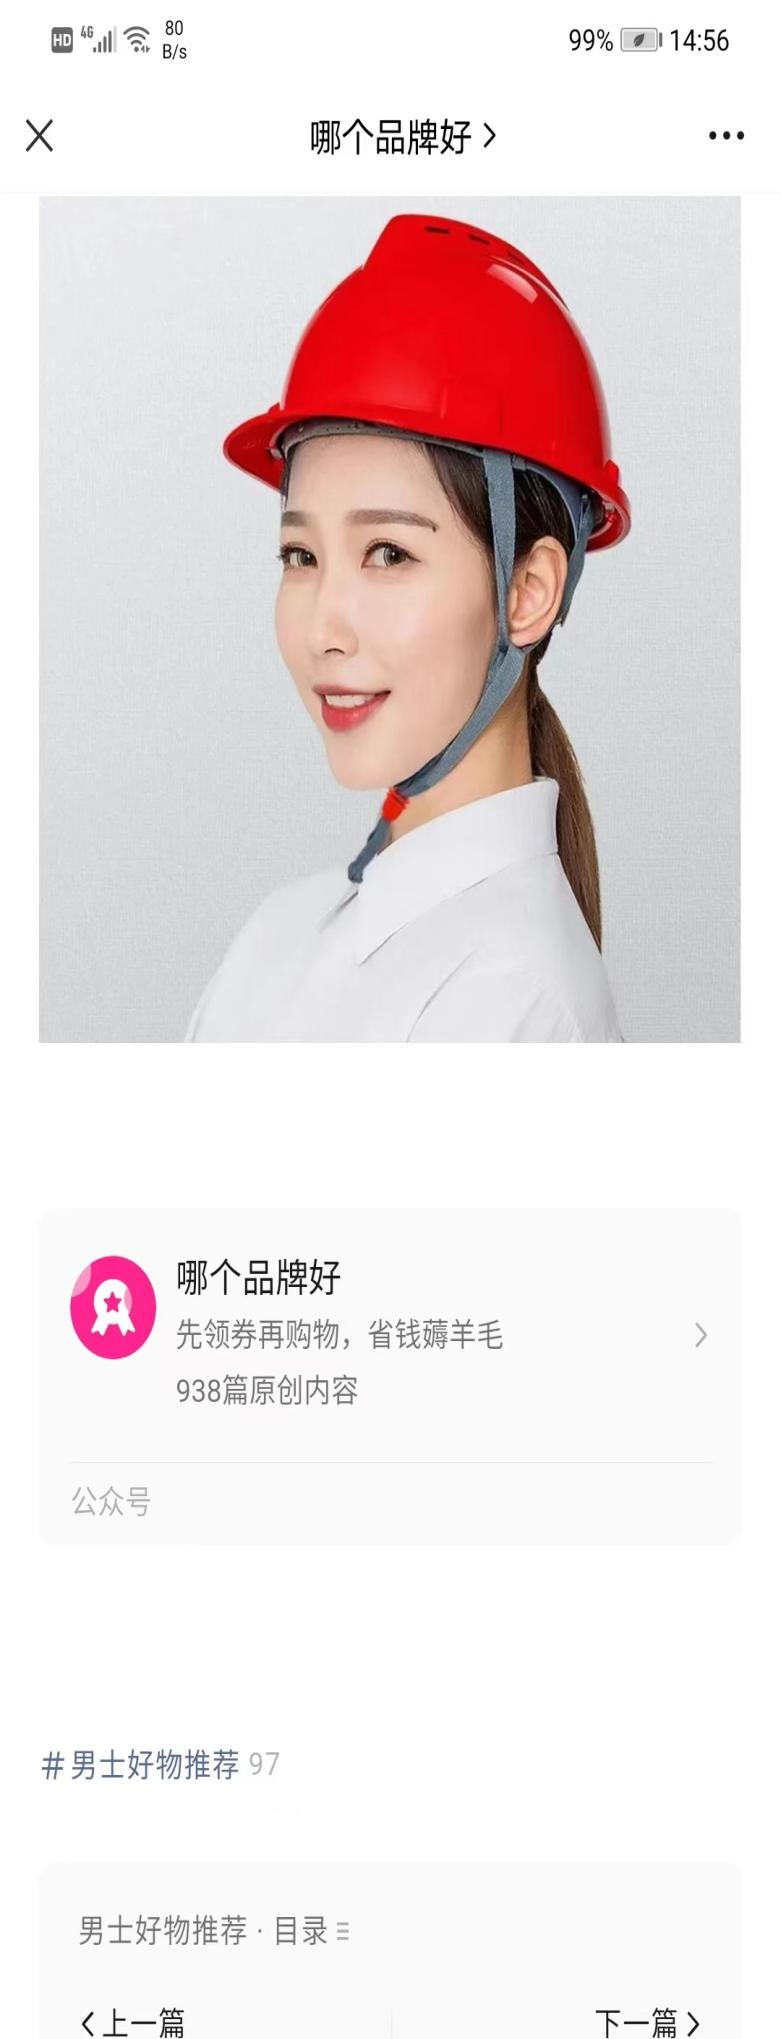 HD 4G 80 B/s 99% 14:56
哪个品牌好
哪个品牌好
先领券再购物，省钱薅羊毛
938篇原创内容
公众号
#男士好物推荐 97
男士好物推荐 · 目录
上一篇 下一篇